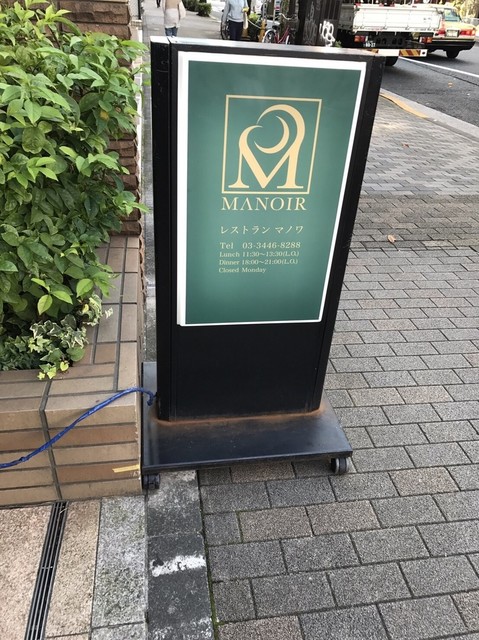 M
MANOIR
レストラン マノワ
Tel 03-3446-8288
Lunch 11:30～13:30(L.O.)
Dinner 18:00～21:00(L.O.)
Closed Monday